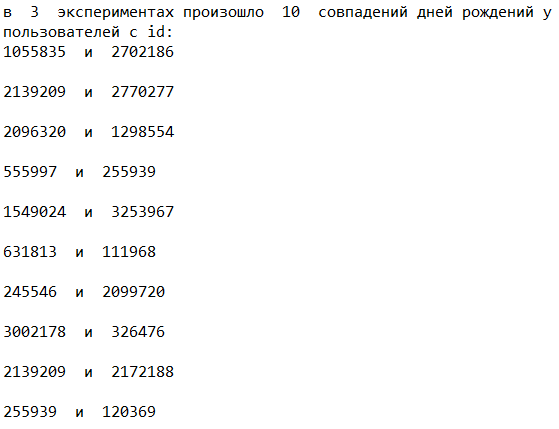 в 3 экспериментах произошло 10 совпадений дней рождений у
пользователей с id:
1055835 и 2702186
2139209 и 2770277
2096320 и 1298554
555997 и 255939
1549024 и 3253967
631813 и 111968
245546 и 2099720
3002178 и 326476
2139209 и 2172188
255939 и 120369